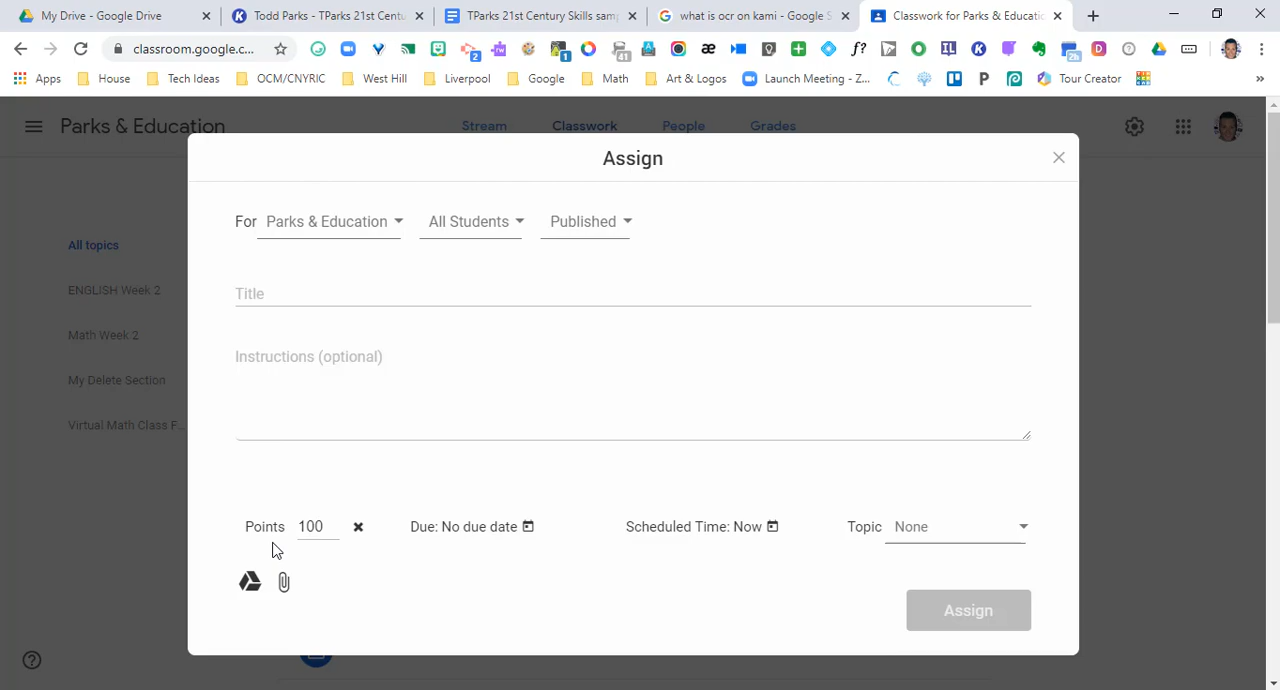 My Drive - Google Drive
Todd Parks - TParks 21st Centu
TParks 21st Century Skills sam
what is ocr on kami - Google S
Classwork for Parks & Educatio
classroom.google.c...
2
1
41
2h
Apps
House
Tech Ideas
OCM/CNYRIC
West Hill
Liverpool
Google
Math
Art & Logos
Launch Meeting - Z...
Tour Creator
»
Parks & Education
Stream
Classwork
People
Grades
Assign
For
Parks & Education
All Students
Published
All topics
ENGLISH Week 2
Math Week 2
My Delete Section
Virtual Math Class F...
Title
Instructions (optional)
Points
100
Due: No due date
Scheduled Time: Now
Topic
None
Assign